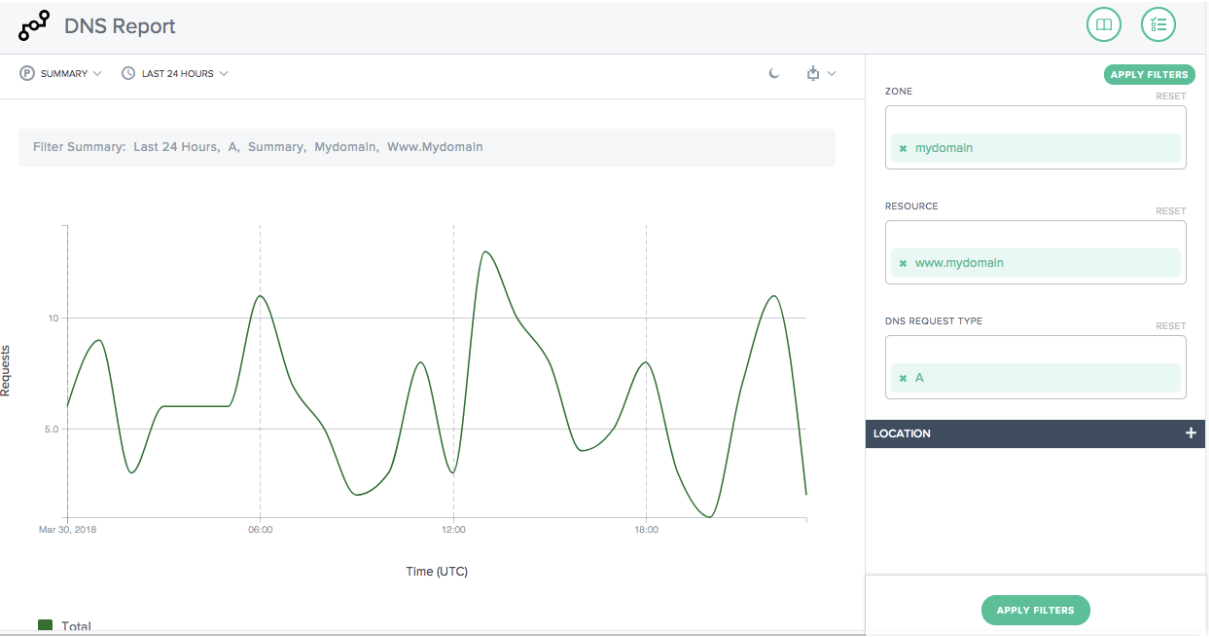 DNS Report
P SUMMARY LAST 24 HOURS
APPLY FILTERS
Filter Summary: Last 24 Hours, A, Summary, Mydomain, Www.Mydomain
Requests
10
5.0
Mar 30, 2018 06:00 12:00 18:00
Time (UTC)
Total
ZONE
RESET
× mydomain
RESOURCE
RESET
× www.mydomain
DNS REQUEST TYPE
RESET
× A
LOCATION +
APPLY FILTERS